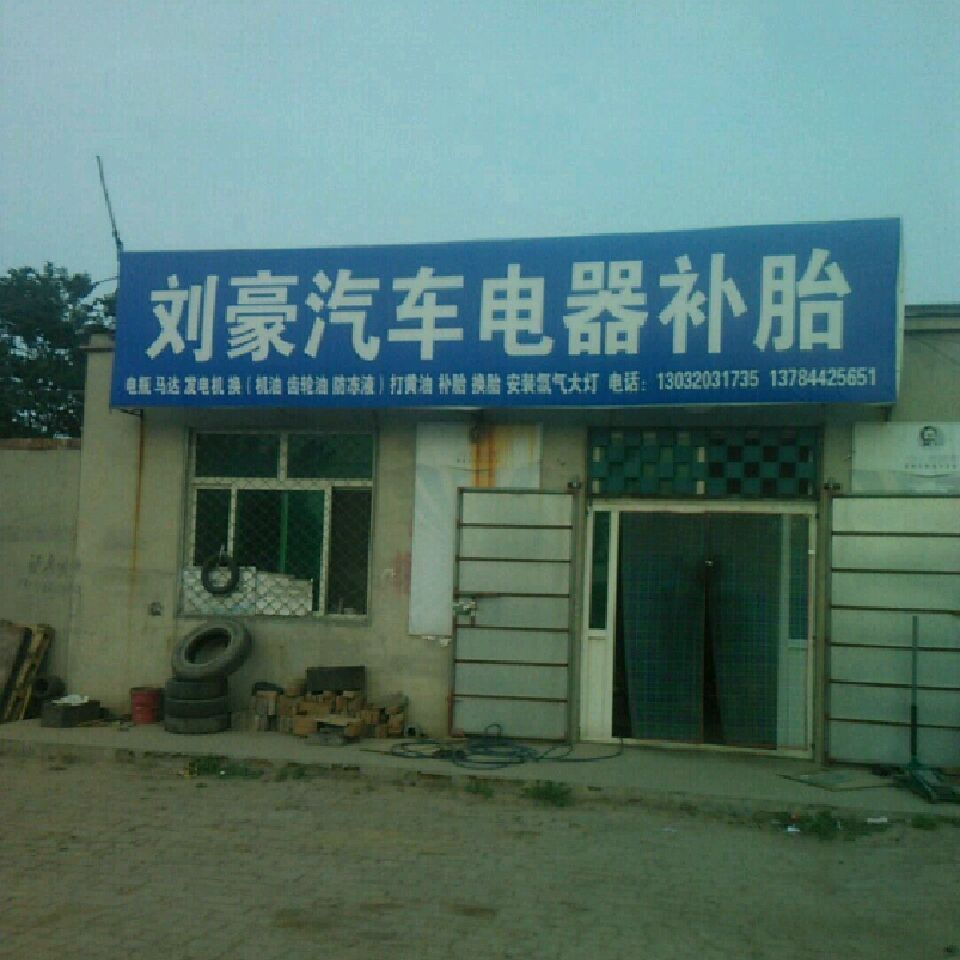 刘豪汽车电器补胎
电瓶 马达 发电机 换（机油 齿轮油 防冻液）打黄油 补胎 换胎 安装氙气大灯 电话：13032031735 13784425651